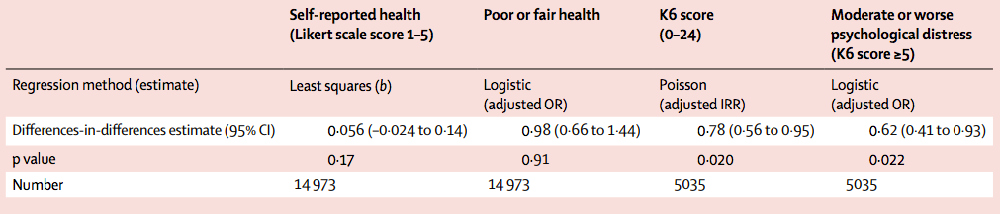 Self-reported health Poor or fair health K6 score Moderate or worse
(Likert scale score 1–5) (0–24) psychological distress
(K6 score ≥5)
Regression method (estimate) Least squares (b) Logistic Poisson Logistic
(adjusted OR) (adjusted IRR) (adjusted OR)
Differences-in-differences estimate (95% CI) 0·056 (–0·024 to 0·14) 0·98 (0·66 to 1·44) 0·78 (0·56 to 0·95) 0·62 (0·41 to 0·93)
p value 0·17 0·91 0·020 0·022
Number 14 973 14 973 5035 5035